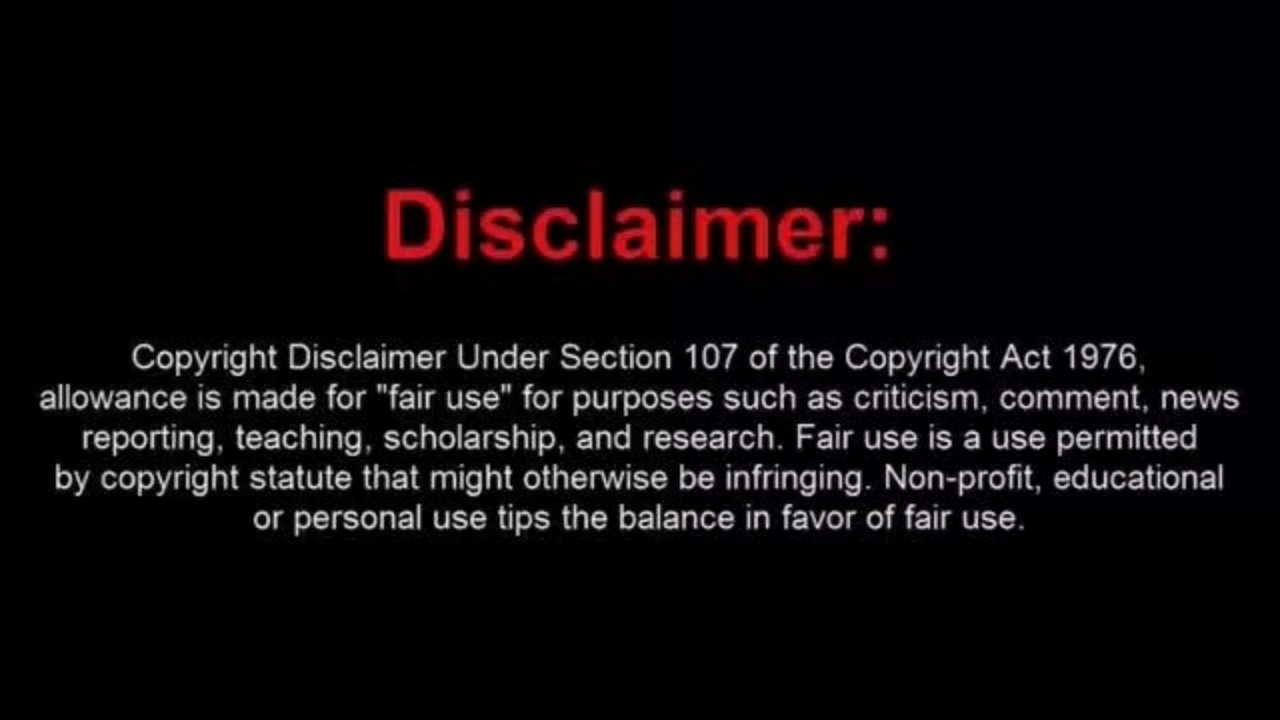 Disclaimer:
Copyright Disclaimer Under Section 107 of the Copyright Act 1976,
allowance is made for "fair use" for purposes such as criticism, comment, news
reporting, teaching, scholarship, and research. Fair use is a use permitted
by copyright statute that might otherwise be infringing. Non-profit, educational
or personal use tips the balance in favor of fair use.